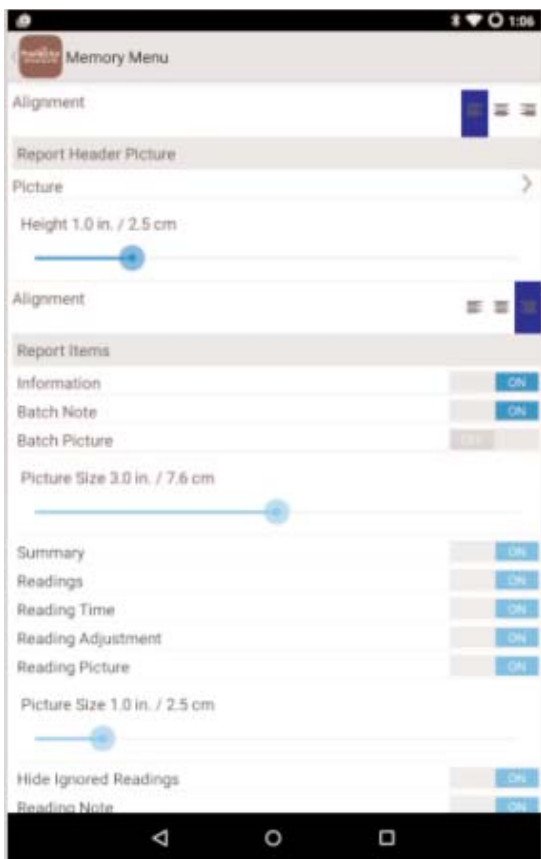 1:06
Memory Menu
Alignment
Report Header Picture
Picture
Height 1.0 in. / 2.5 cm
Alignment
Report Items
Information ON
Batch Note ON
Batch Picture OFF
Picture Size 3.0 in. / 7.6 cm
Summary ON
Readings ON
Reading Time ON
Reading Adjustment ON
Reading Picture ON
Picture Size 1.0 in. / 2.5 cm
Hide Ignored Readings ON
Reading Note ON